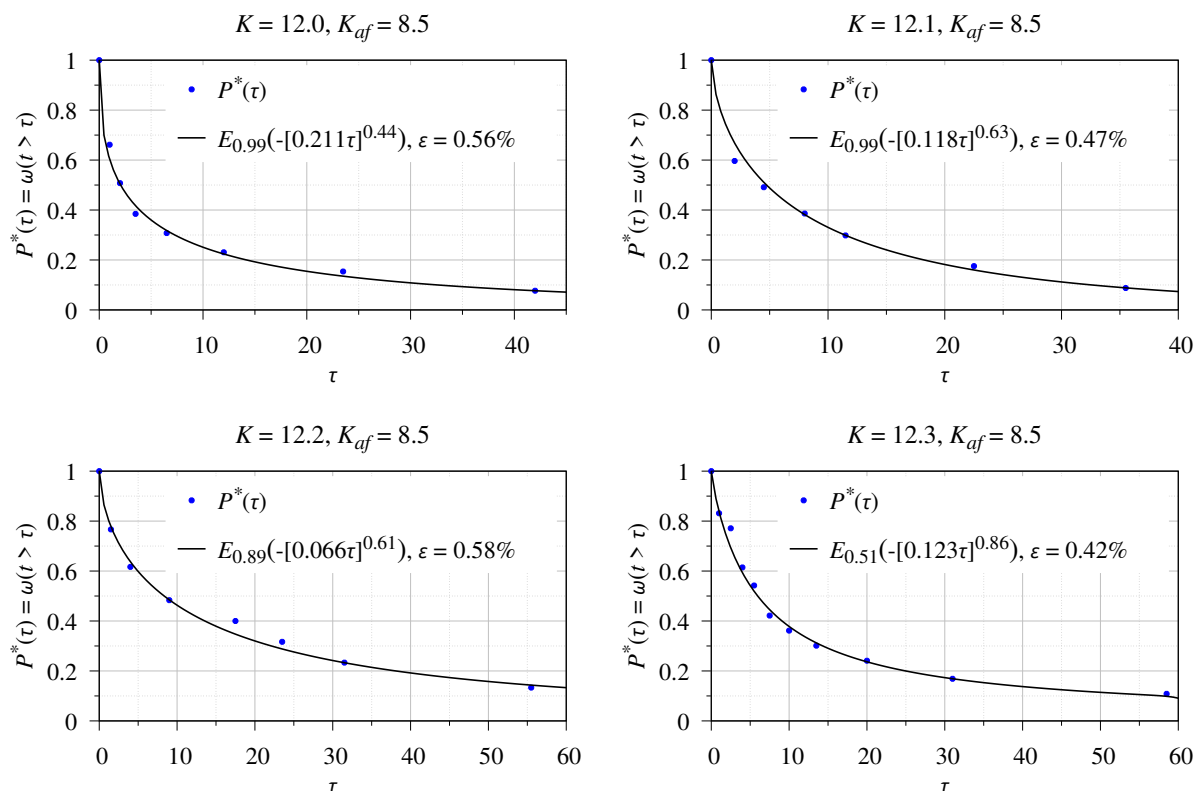 K = 12.0, K_af = 8.5
P*(τ) = ω(t > τ)
1
0.8
0.6
0.4
0.2
0
P*(τ)
E_0.99(-[0.211τ]^0.44), ε = 0.56%
0 10 20 30 40
τ
K = 12.1, K_af = 8.5
P*(τ) = ω(t > τ)
1
0.8
0.6
0.4
0.2
0
P*(τ)
E_0.99(-[0.118τ]^0.63), ε = 0.47%
0 10 20 30 40
τ
K = 12.2, K_af = 8.5
P*(τ) = ω(t > τ)
1
0.8
0.6
0.4
0.2
0
P*(τ)
E_0.89(-[0.066τ]^0.61), ε = 0.58%
0 10 20 30 40 50 60
τ
K = 12.3, K_af = 8.5
P*(τ) = ω(t > τ)
1
0.8
0.6
0.4
0.2
0
P*(τ)
E_0.51(-[0.123τ]^0.86), ε = 0.42%
0 10 20 30 40 50 60
τ